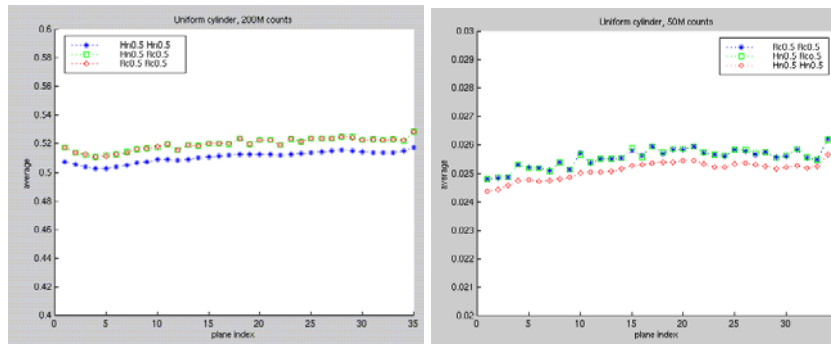 Uniform cylinder, 200M counts
0.6
0.58
0.56
0.54
0.52
0.5
0.48
0.46
0.44
0.42
0.4
average
Hn0.5 Hn0.5
Hn0.5 Rc0.5
Rc0.5 Rc0.5
0 5 10 15 20 25 30 35
plane index
Uniform cylinder, 50M counts
0.03
0.029
0.028
0.027
0.026
0.025
0.024
0.023
0.022
0.021
0.02
average
Rc0.5 Rc0.5
Hn0.5 Rc0.5
Hn0.5 Hn0.5
0 5 10 15 20 25 30
plane index